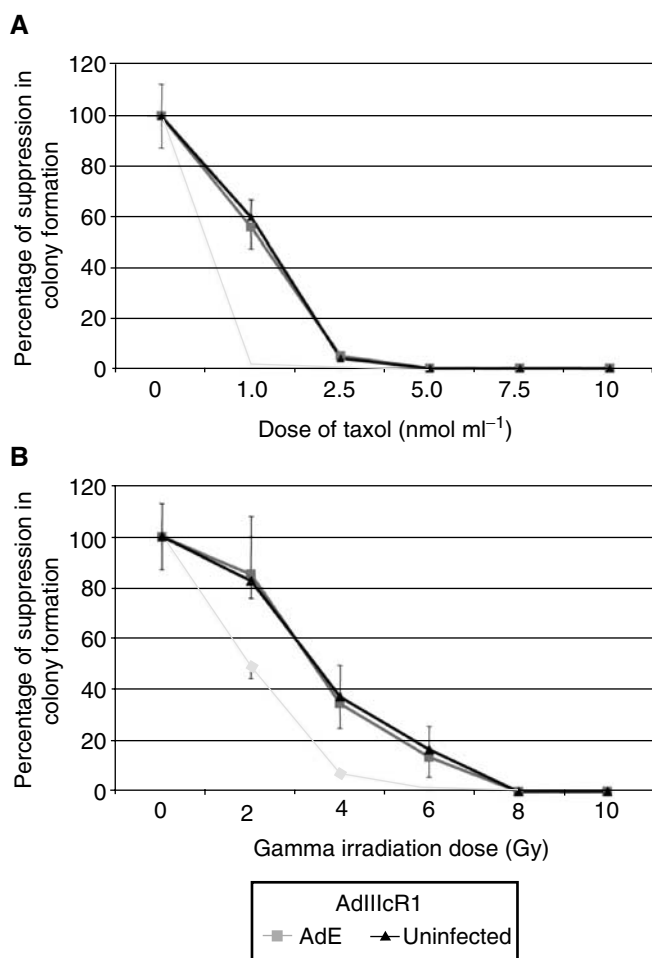 A
Percentage of suppression in
colony formation
120
100
80
60
40
20
0
0 1.0 2.5 5.0 7.5 10
Dose of taxol (nmol ml⁻¹)
B
Percentage of suppression in
colony formation
120
100
80
60
40
20
0
0 2 4 6 8 10
Gamma irradiation dose (Gy)
AdIIIcR1
AdE Uninfected